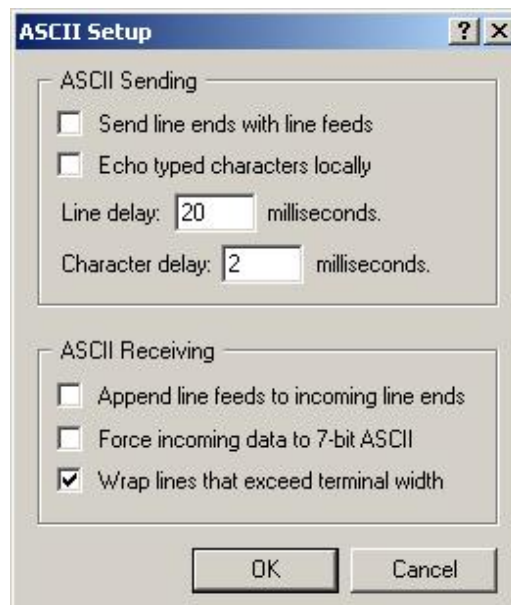 ASCII Setup
ASCII Sending
Send line ends with line feeds
Echo typed characters locally
Line delay: 20 milliseconds.
Character delay: 2 milliseconds.
ASCII Receiving
Append line feeds to incoming line ends
Force incoming data to 7-bit ASCII
Wrap lines that exceed terminal width
OK Cancel